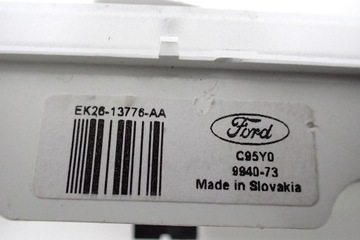 EK26-13776-AA
Ford
C95Y0
9940-73
Made in Slovakia